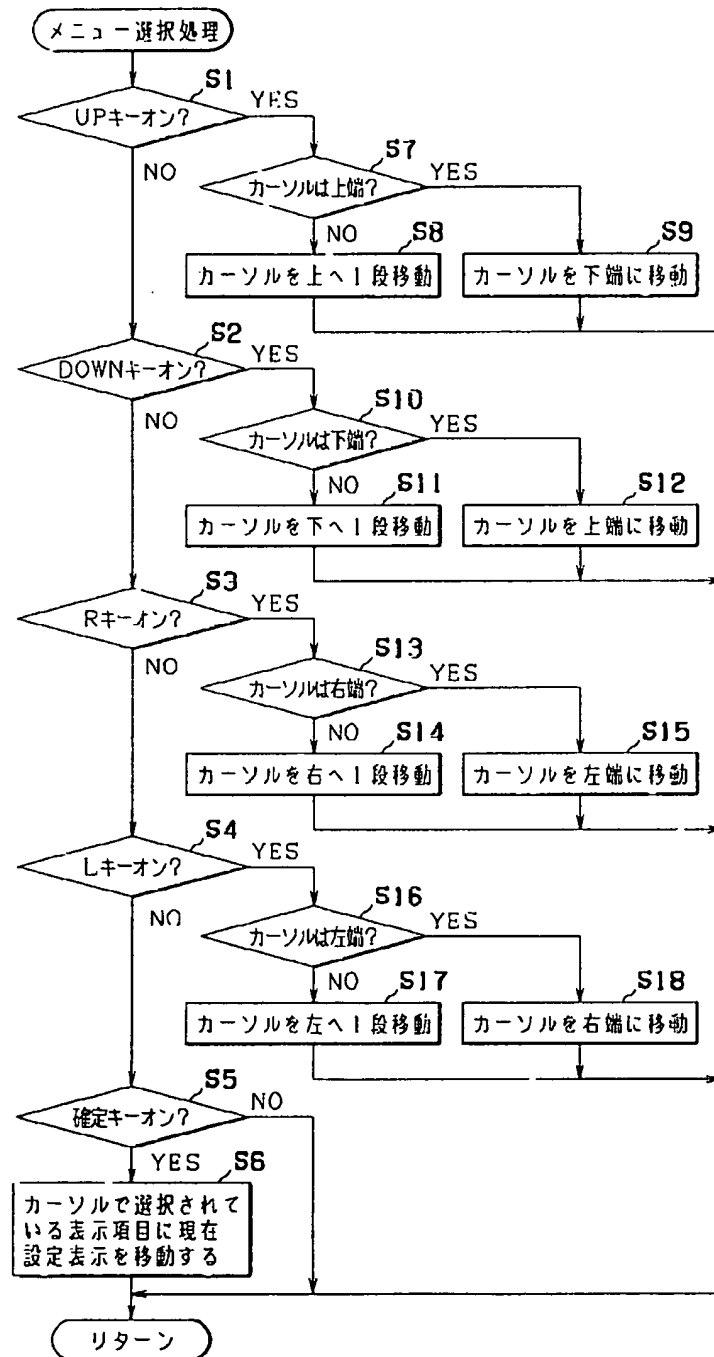 メニュー選択処理
S1
UPキーオン?
YES
NO
S7
カーソルは上端?
YES
NO
S8
カーソルを上へ1段移動
S9
カーソルを下端に移動
S2
DOWNキーオン?
YES
NO
S10
カーソルは下端?
YES
NO
S11
カーソルを下へ1段移動
S12
カーソルを上端に移動
S3
Rキーオン?
YES
NO
S13
カーソルは右端?
YES
NO
S14
カーソルを右へ1段移動
S15
カーソルを左端に移動
S4
Lキーオン?
YES
NO
S16
カーソルは左端?
YES
NO
S17
カーソルを左へ1段移動
S18
カーソルを右端に移動
S5
確定キーオン?
NO
YES
S6
カーソルで選択されて
いる表示項目に現在
設定表示を移動する
リターン